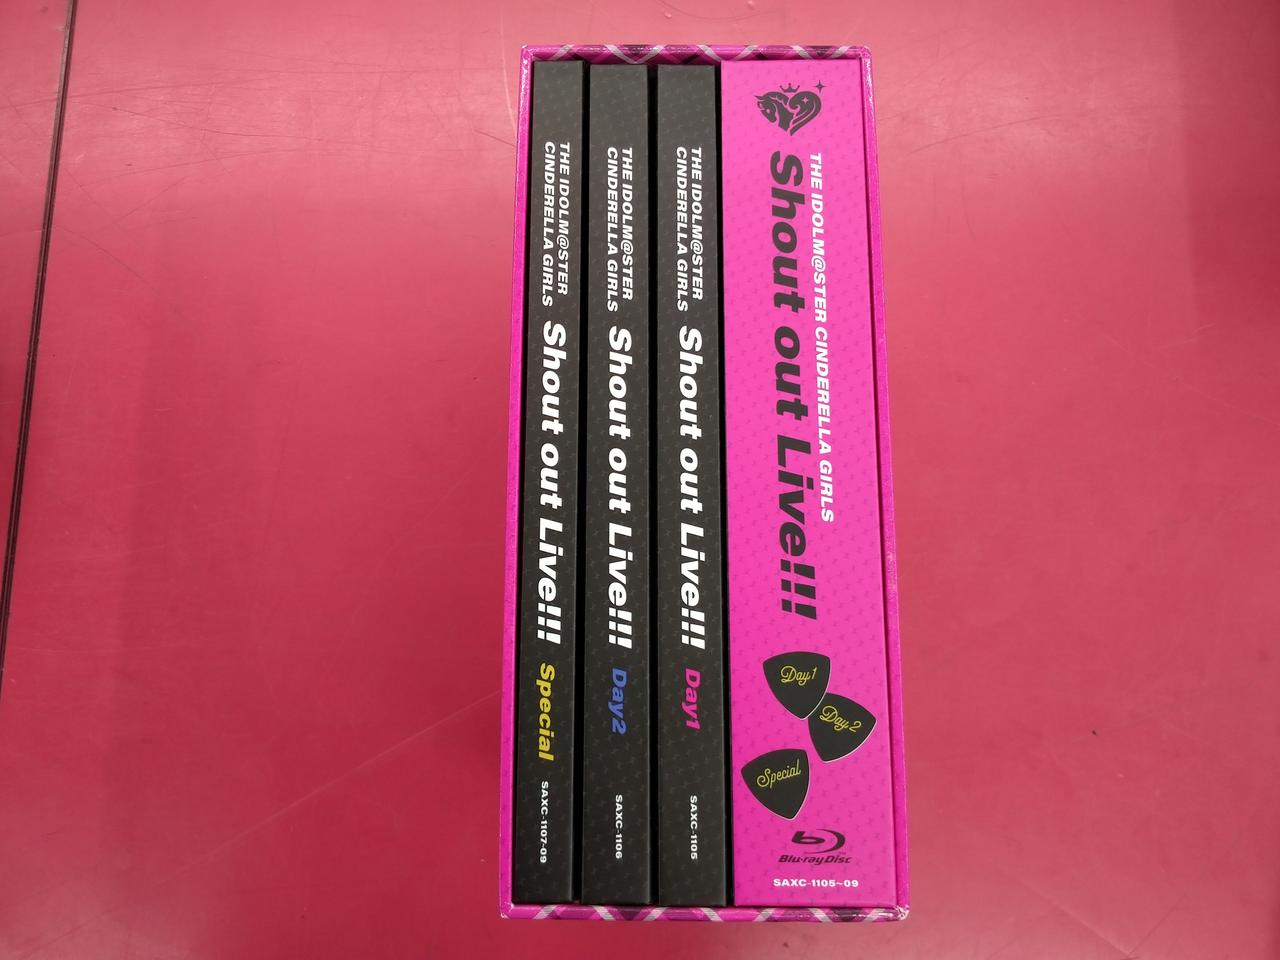 THE IDOLM@STER
CINDERELLA GIRLS
Shout out Live!!!
Special
SAXC-1107-09
THE IDOLM@STER
CINDERELLA GIRLS
Shout out Live!!!
Day2
SAXC-1106
THE IDOLM@STER
CINDERELLA GIRLS
Shout out Live!!!
Day1
SAXC-1105
THE IDOLM@STER CINDERELLA GIRLS
Shout out Live!!!
Day1
Day2
Special
Blu-ray Disc
SAXC-1105~09